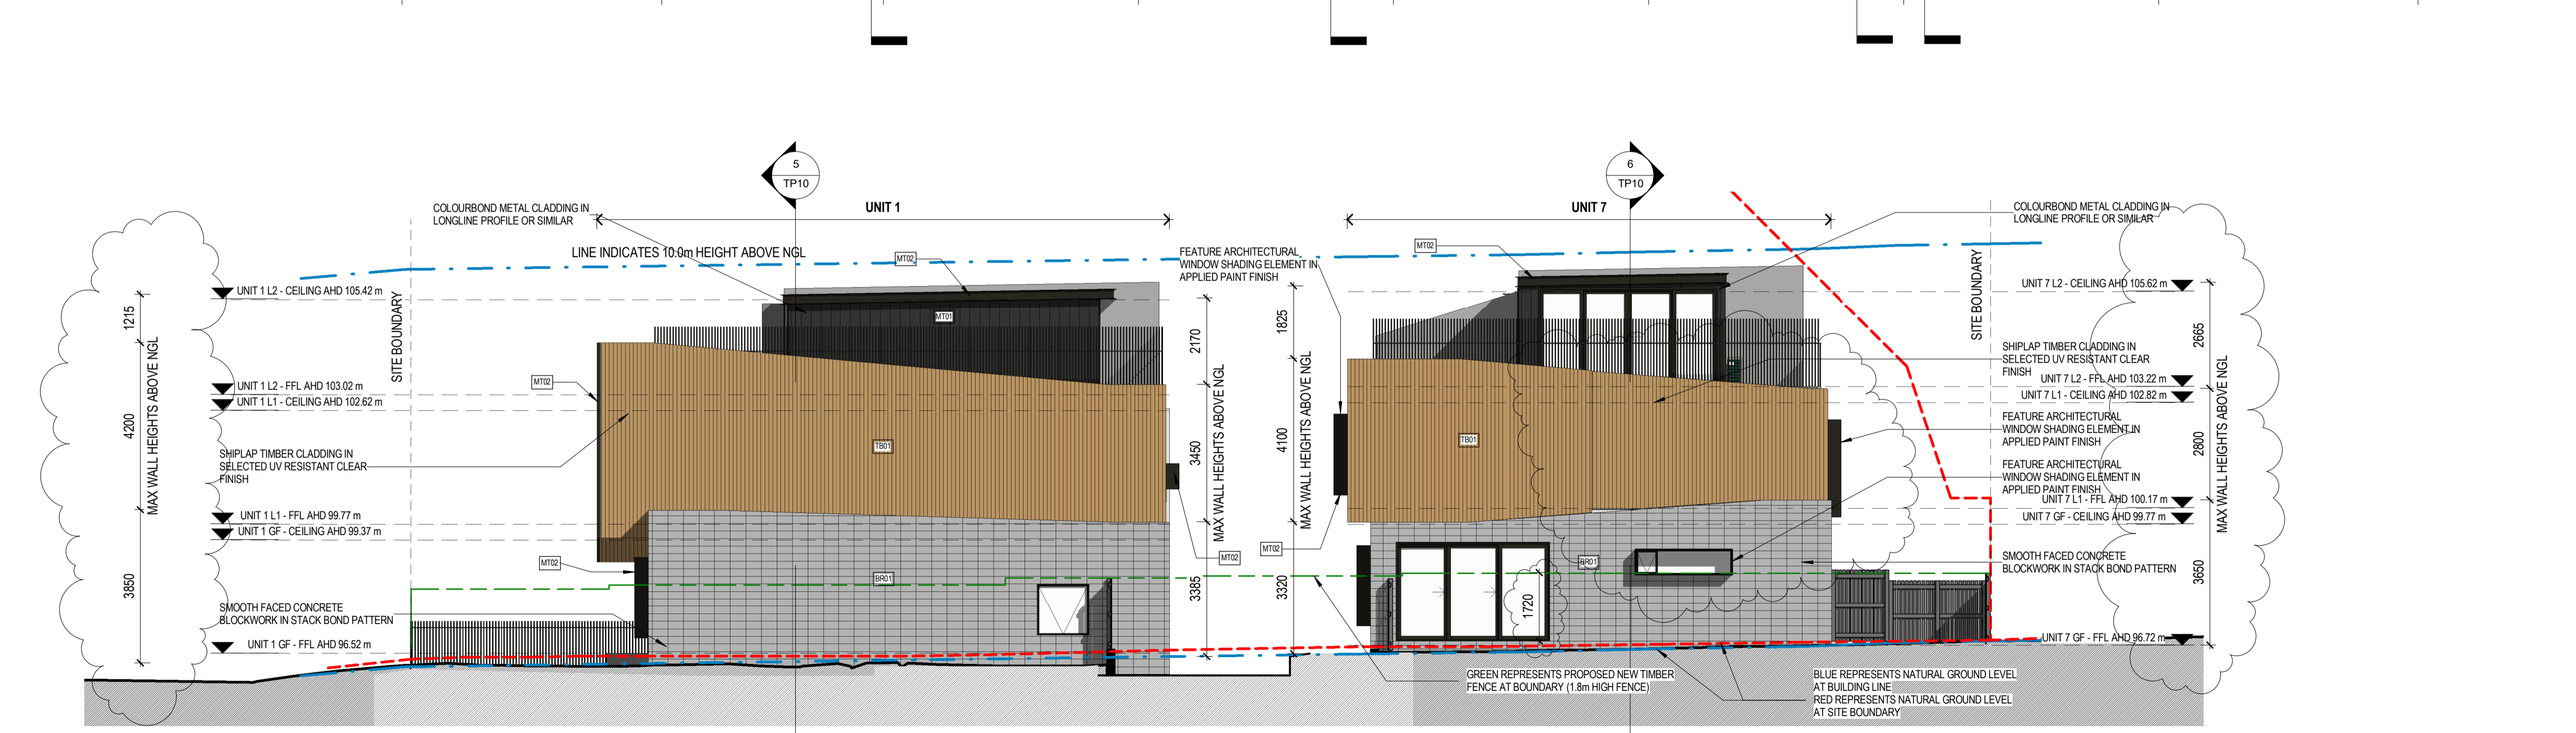 5
TP10
6
TP10
COLOURBOND METAL CLADDING IN
LONGLINE PROFILE OR SIMILAR
UNIT 1
UNIT 7
COLOURBOND METAL CLADDING IN
LONGLINE PROFILE OR SIMILAR
LINE INDICATES 10.0m HEIGHT ABOVE NGL
MT02
FEATURE ARCHITECTURAL
WINDOW SHADING ELEMENT IN
APPLIED PAINT FINISH
MT02
UNIT 1 L2 - CEILING AHD 105.42 m
UNIT 7 L2 - CEILING AHD 105.62 m
SITE BOUNDARY
SITE BOUNDARY
1215
4200
3850
MAX WALL HEIGHTS ABOVE NGL
MT01
2170
3450
3385
MAX WALL HEIGHTS ABOVE NGL
1825
4100
3320
MAX WALL HEIGHTS ABOVE NGL
2665
2800
3650
MAX WALL HEIGHTS ABOVE NGL
SHIPLAP TIMBER CLADDING IN
SELECTED UV RESISTANT CLEAR
FINISH
MT02
UNIT 1 L2 - FFL AHD 103.02 m
UNIT 1 L1 - CEILING AHD 102.62 m
UNIT 7 L2 - FFL AHD 103.22 m
UNIT 7 L1 - CEILING AHD 102.82 m
FEATURE ARCHITECTURAL
WINDOW SHADING ELEMENT IN
APPLIED PAINT FINISH
TB01
TB01
SHIPLAP TIMBER CLADDING IN
SELECTED UV RESISTANT CLEAR
FINISH
FEATURE ARCHITECTURAL
WINDOW SHADING ELEMENT IN
APPLIED PAINT FINISH
UNIT 7 L1 - FFL AHD 100.17 m
UNIT 7 GF - CEILING AHD 99.77 m
UNIT 1 L1 - FFL AHD 99.77 m
UNIT 1 GF - CEILING AHD 99.37 m
MT02
MT02
MT02
BR01
BR01
SMOOTH FACED CONCRETE
BLOCKWORK IN STACK BOND PATTERN
1720
SMOOTH FACED CONCRETE
BLOCKWORK IN STACK BOND PATTERN
UNIT 1 GF - FFL AHD 96.52 m
UNIT 7 GF - FFL AHD 96.72 m
GREEN REPRESENTS PROPOSED NEW TIMBER
FENCE AT BOUNDARY (1.8m HIGH FENCE)
BLUE REPRESENTS NATURAL GROUND LEVEL
AT BUILDING LINE
RED REPRESENTS NATURAL GROUND LEVEL
AT SITE BOUNDARY